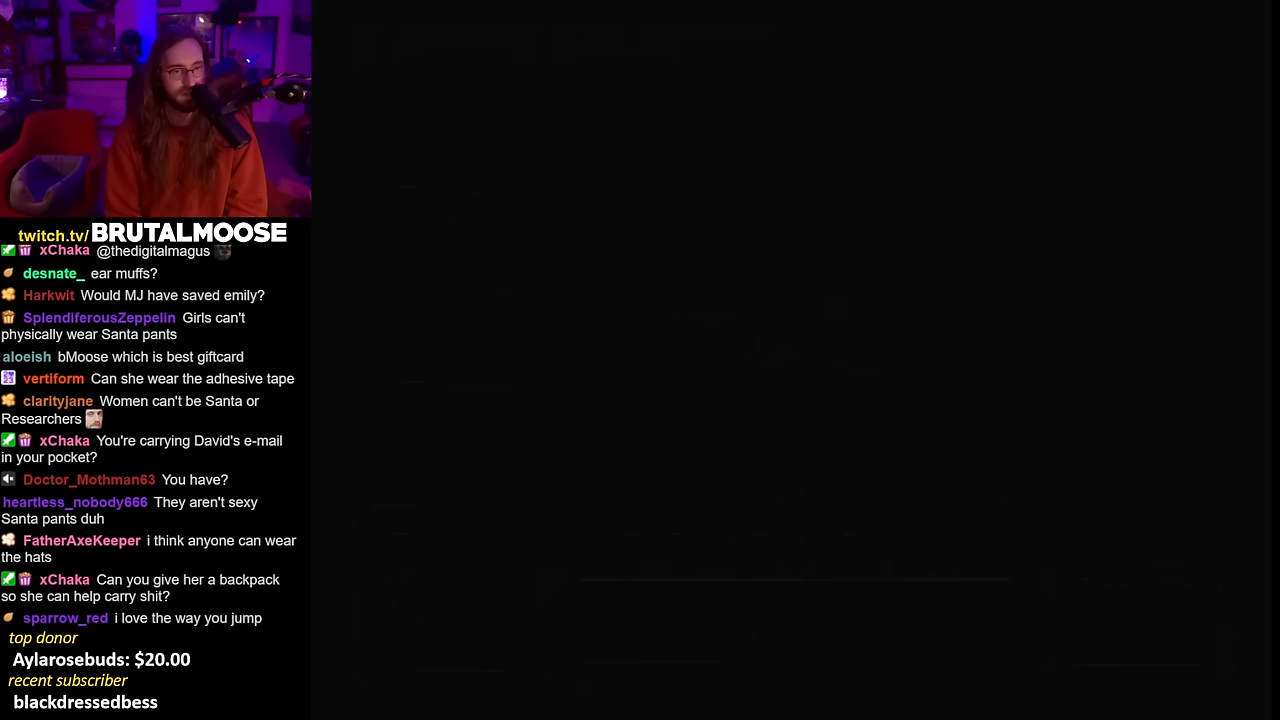 twitch.tv/BRUTALMOOSE
xChaka @thedigitalmagus
desnate_ ear muffs?
Harkwit Would MJ have saved emily?
SplendiferousZeppelin Girls can't
physically wear Santa pants
aloeish bMoose which is best giftcard
vertiform Can she wear the adhesive tape
clarityjane Women can't be Santa or
Researchers
xChaka You're carrying David's e-mail
in your pocket?
Doctor_Mothman63 You have?
heartless_nobody666 They aren't sexy
Santa pants duh
FatherAxeKeeper i think anyone can wear
the hats
xChaka Can you give her a backpack
so she can help carry shit?
sparrow_red i love the way you jump
top donor
Aylarosebuds: $20.00
recent subscriber
blackdressedbess